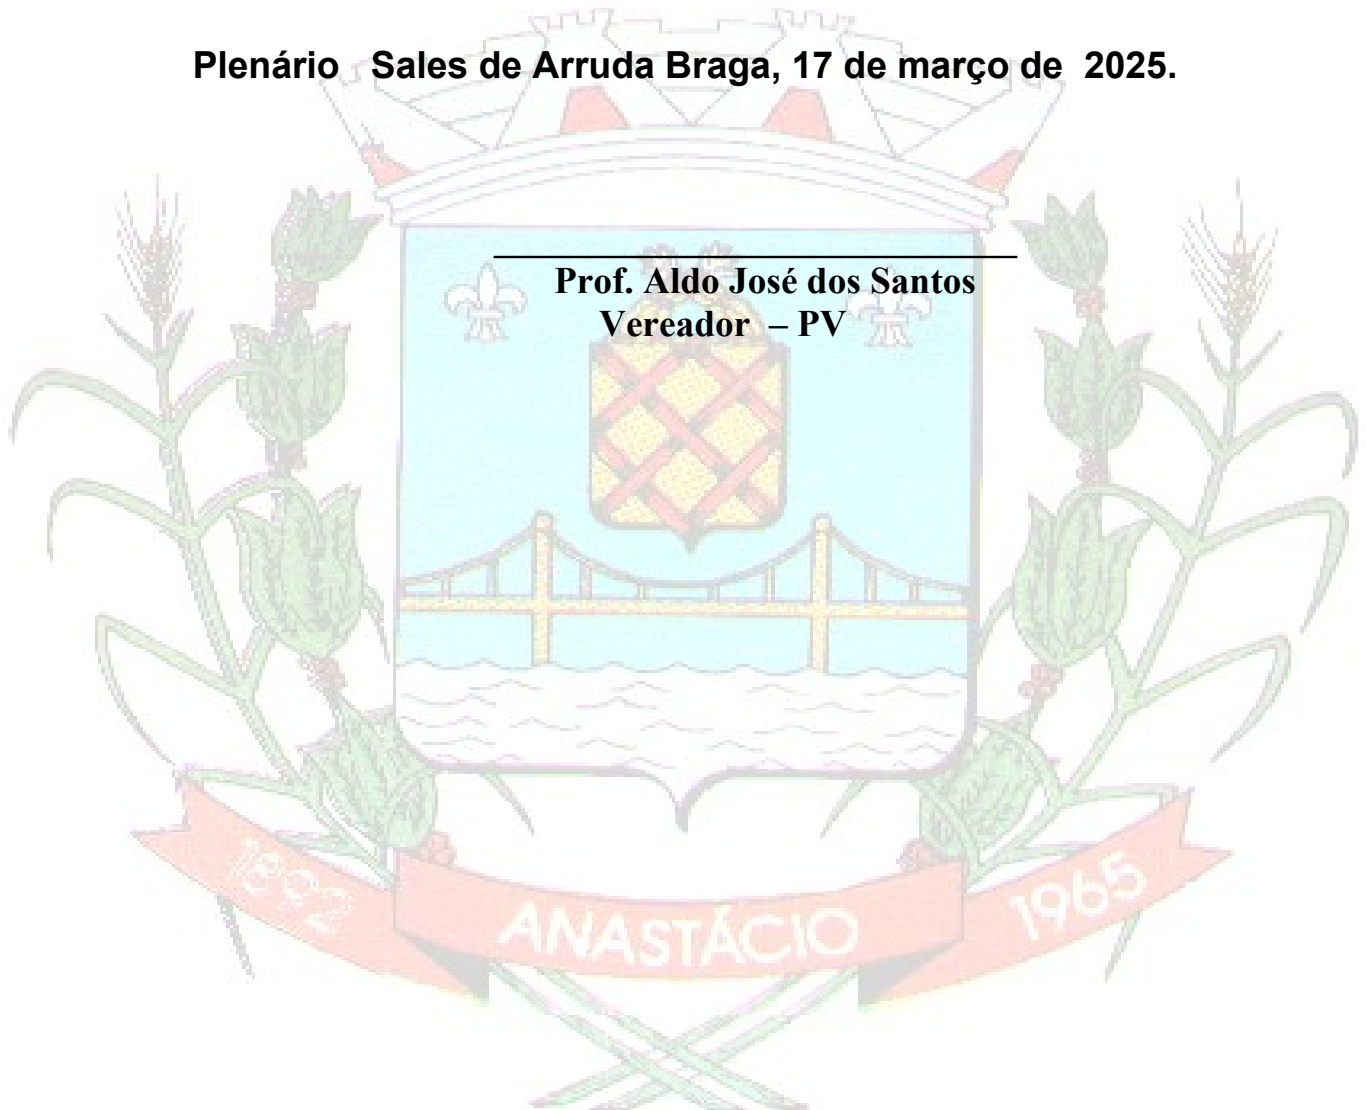 Plenário Sales de Arruda Braga, 17 de março de 2025.
Prof. Aldo José dos Santos
Vereador – PV
1892
ANASTÁCIO
1965